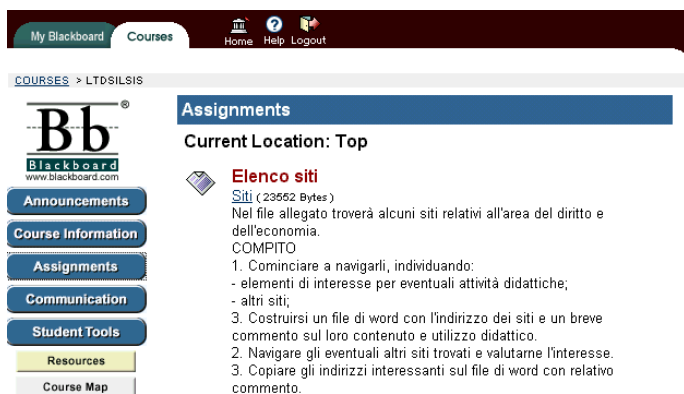 My Blackboard
Courses
Home Help Logout
COURSES > LTDSILSIS
Bb®
Blackboard
www.blackboard.com
Announcements
Course Information
Assignments
Communication
Student Tools
Resources
Course Map
Assignments
Current Location: Top
Elenco siti
Siti ( 23552 Bytes )
Nel file allegato troverà alcuni siti relativi all'area del diritto e
dell'economia.
COMPITO
1. Cominciare a navigarli, individuando:
- elementi di interesse per eventuali attività didattiche;
- altri siti;
3. Costruirsi un file di word con l'indirizzo dei siti e un breve
commento sul loro contenuto e utilizzo didattico.
2. Navigare gli eventuali altri siti trovati e valutarne l'interesse.
3. Copiare gli indirizzi interessanti sul file di word con relativo
commento.